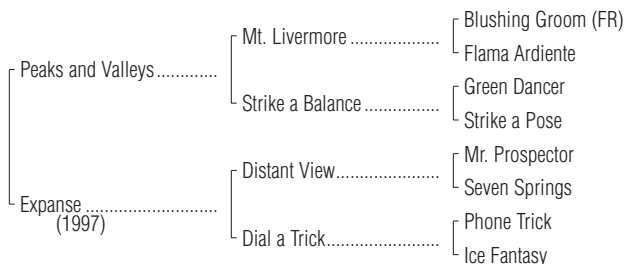 Blushing Groom (FR)
Mt. Livermore ....................
Flama Ardiente
Peaks and Valleys .............
Green Dancer
Strike a Balance .................
Strike a Pose
Mr. Prospector
Distant View.......................
Seven Springs
Expanse .............................
(1997)
Phone Trick
Dial a Trick.........................
Ice Fantasy